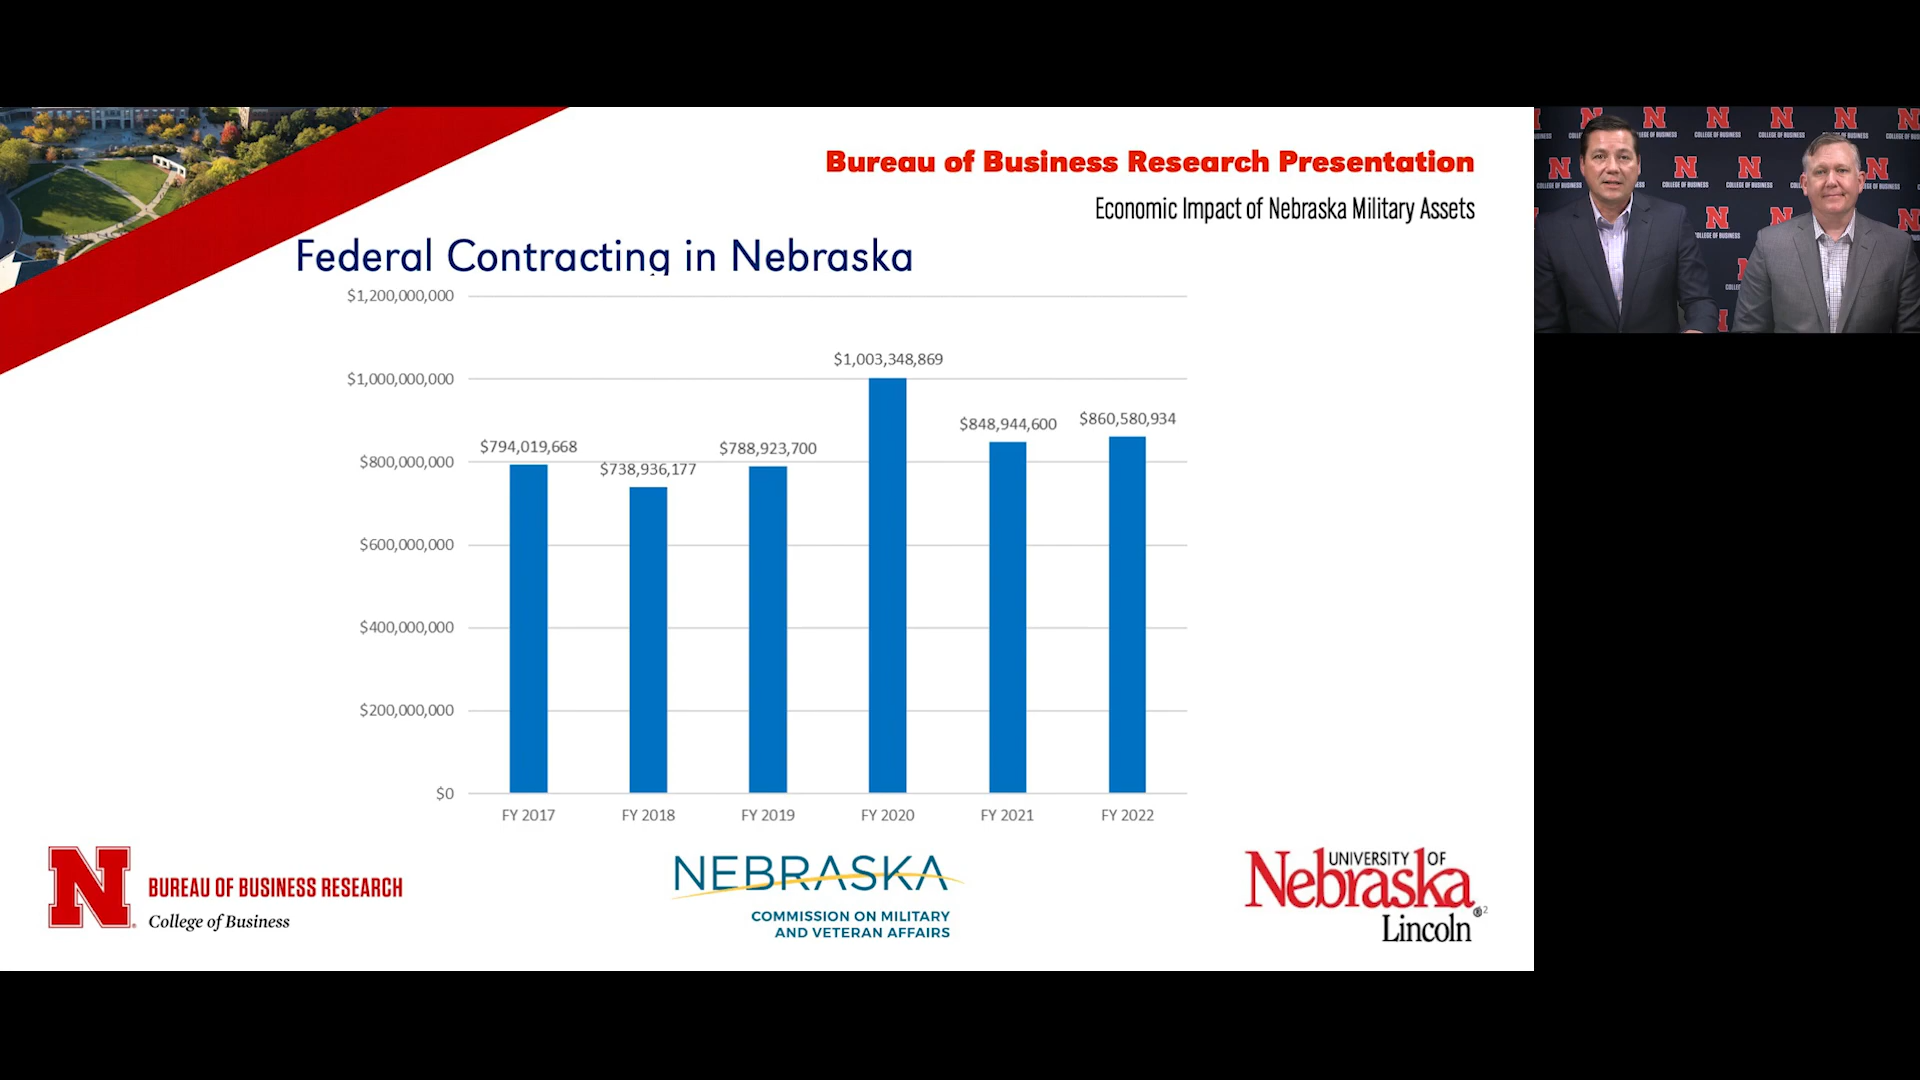 Bureau of Business Research Presentation
Economic Impact of Nebraska Military Assets
Federal Contracting in Nebraska
$1,200,000,000
$1,000,000,000
$800,000,000
$600,000,000
$400,000,000
$200,000,000
$0
$794,019,668
$738,936,177
$788,923,700
$1,003,348,869
$848,944,600
$860,580,934
FY 2017
FY 2018
FY 2019
FY 2020
FY 2021
FY 2022
N
BUREAU OF BUSINESS RESEARCH
College of Business
NEBRASKA
COMMISSION ON MILITARY
AND VETERAN AFFAIRS
UNIVERSITY OF
Nebraska
Lincoln
N
COLLEGE OF BUSINESS